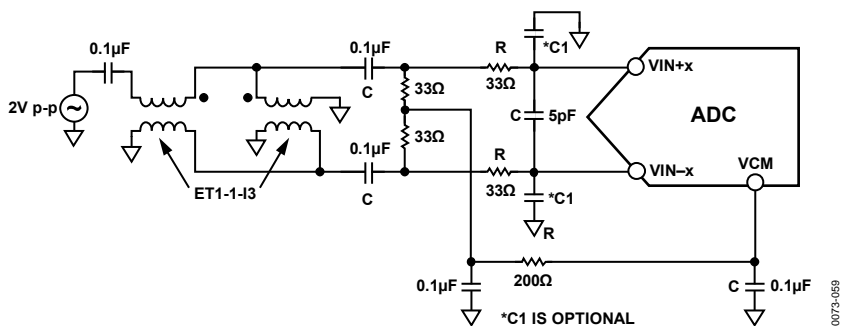 0.1µF
2V p-p
ET1-1-I3
0.1µF
C
33Ω
33Ω
0.1µF
C
R
33Ω
*C1
C 5pF
R
33Ω
*C1
R
VIN+x
ADC
VIN–x
VCM
0.1µF
200Ω
C 0.1µF
*C1 IS OPTIONAL
0073-059